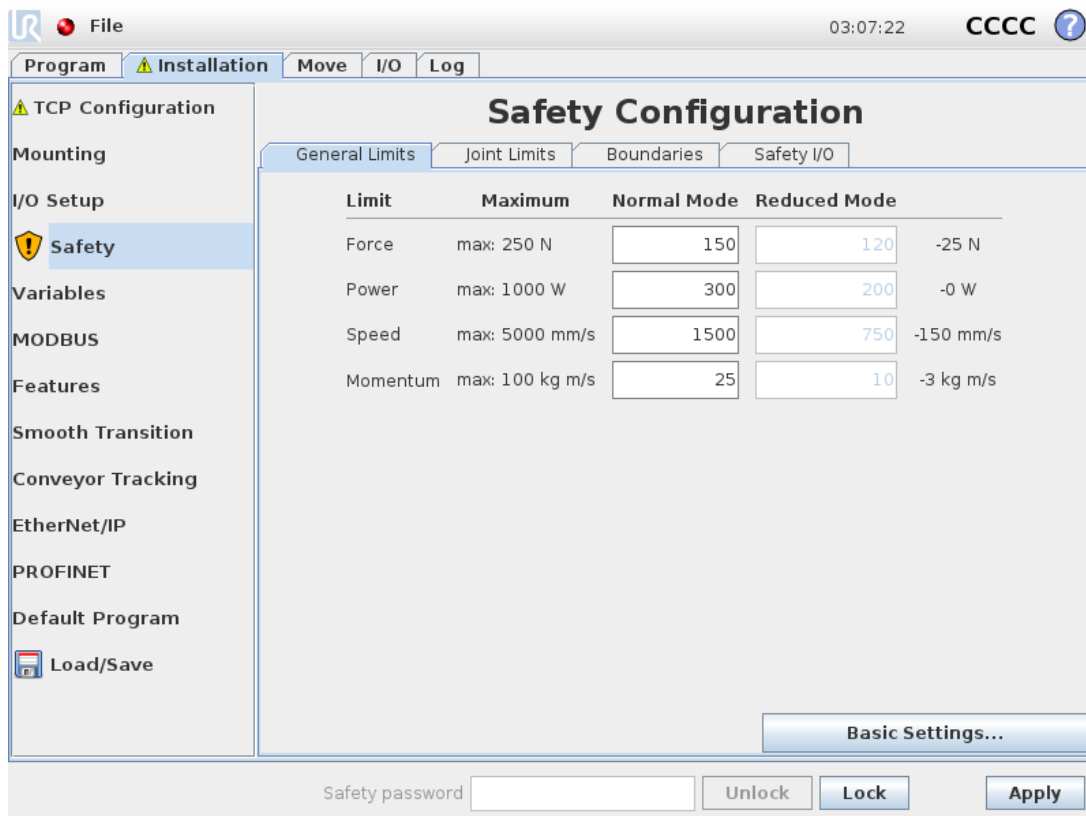 UR File 03:07:22 CCCC ?
Program Installation Move I/O Log
TCP Configuration
Mounting
I/O Setup
Safety
Variables
MODBUS
Features
Smooth Transition
Conveyor Tracking
EtherNet/IP
PROFINET
Default Program
Load/Save
Safety Configuration
General Limits Joint Limits Boundaries Safety I/O
Limit Maximum Normal Mode Reduced Mode
Force max: 250 N 150 120 -25 N
Power max: 1000 W 300 200 -0 W
Speed max: 5000 mm/s 1500 750 -150 mm/s
Momentum max: 100 kg m/s 25 10 -3 kg m/s
Basic Settings...
Safety password Unlock Lock Apply